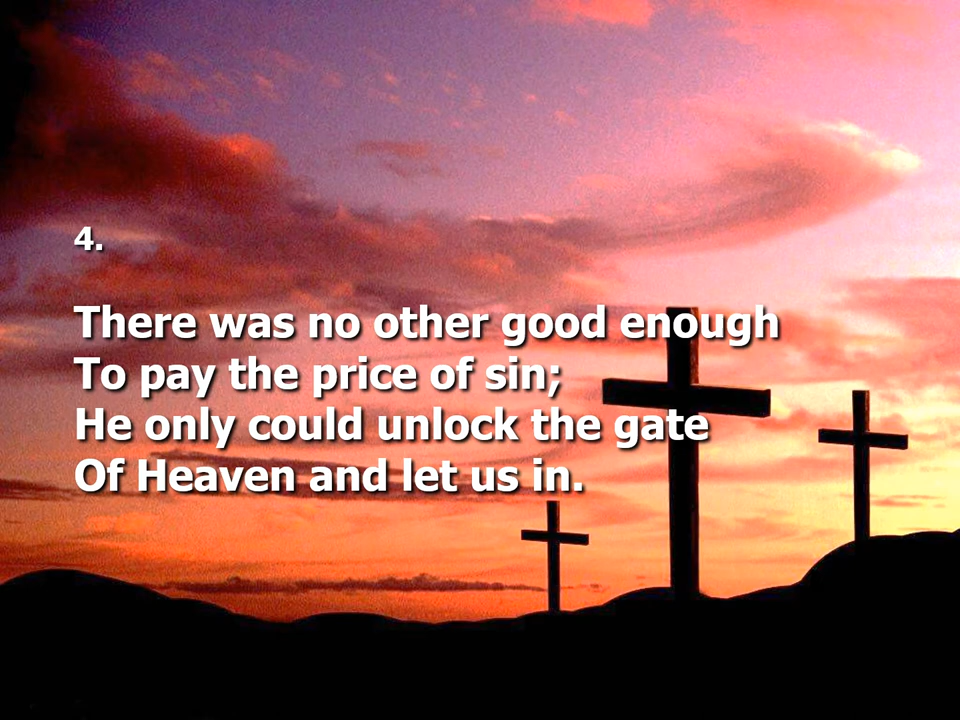 4.
There was no other good enough
To pay the price of sin;
He only could unlock the gate
Of Heaven and let us in.